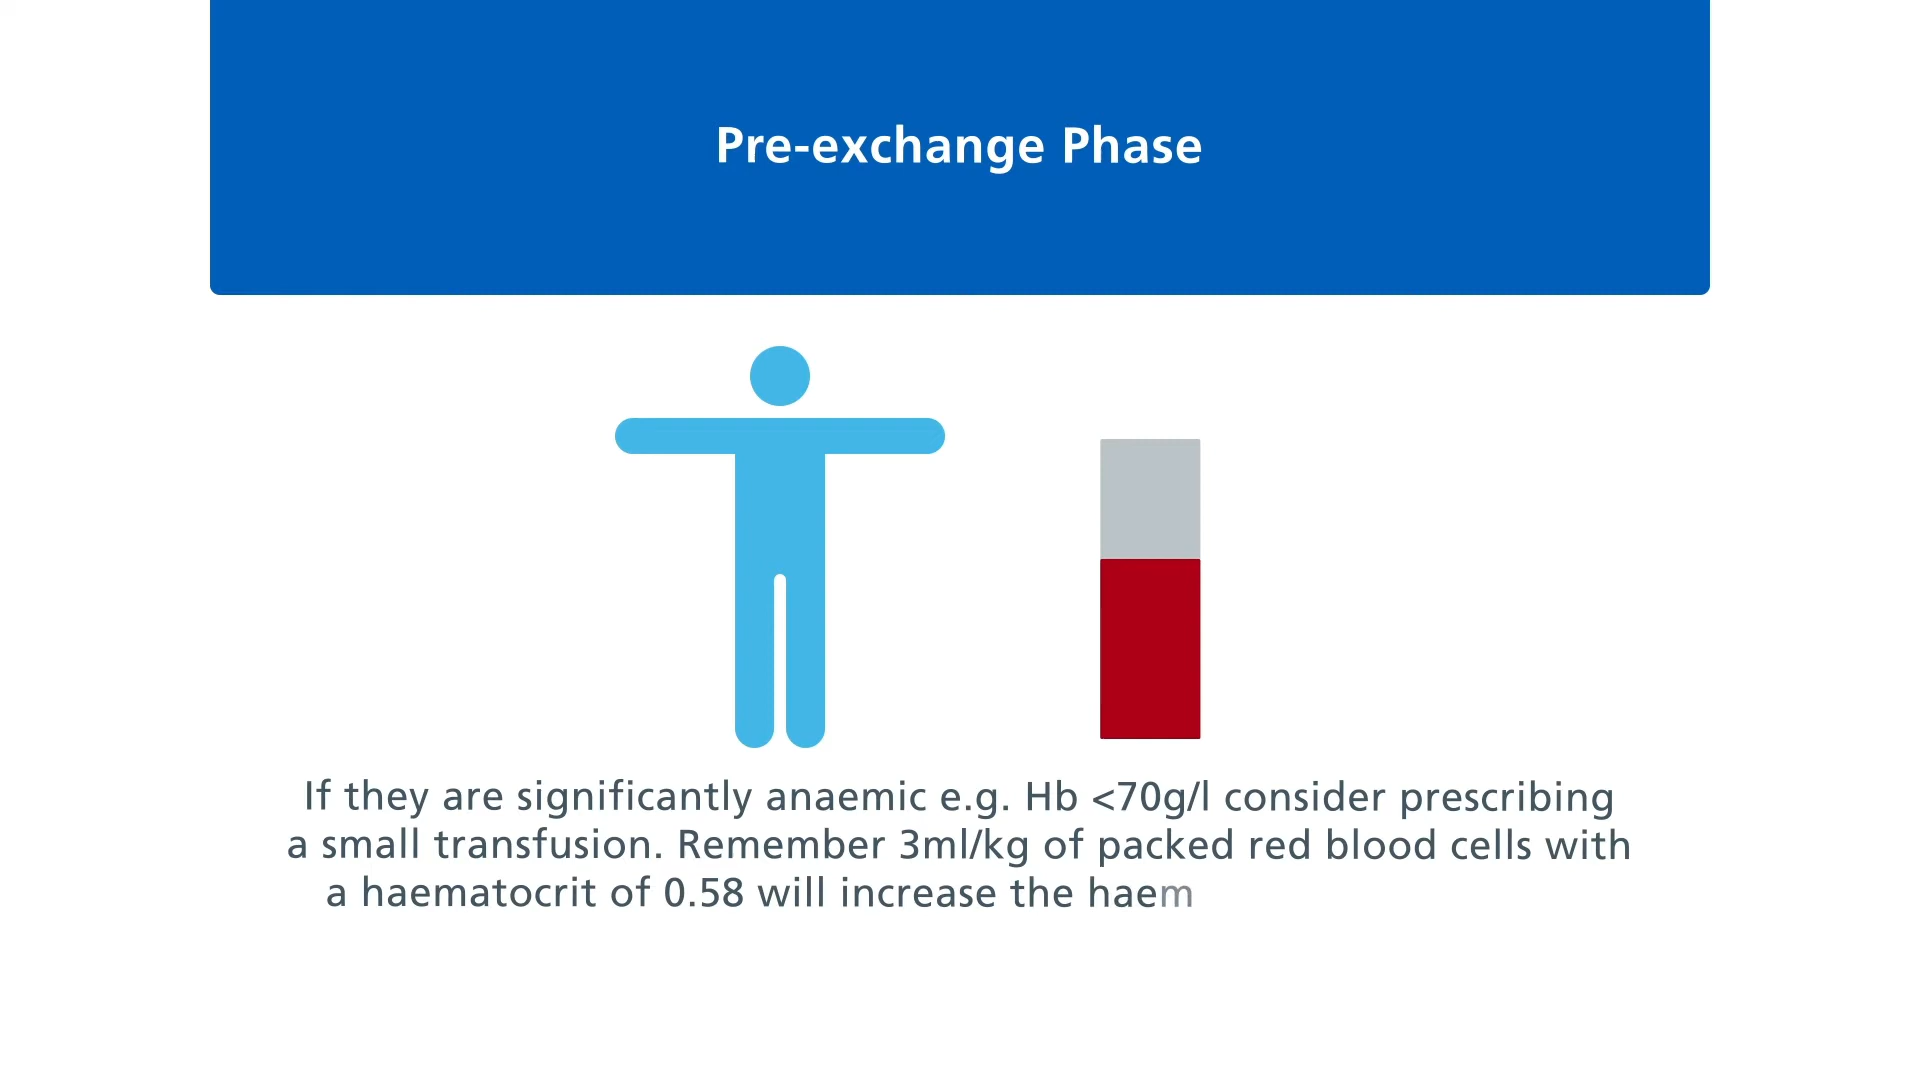 Pre-exchange Phase
If they are significantly anaemic e.g. Hb <70g/l consider prescribing
a small transfusion. Remember 3ml/kg of packed red blood cells with
a haematocrit of 0.58 will increase the haem